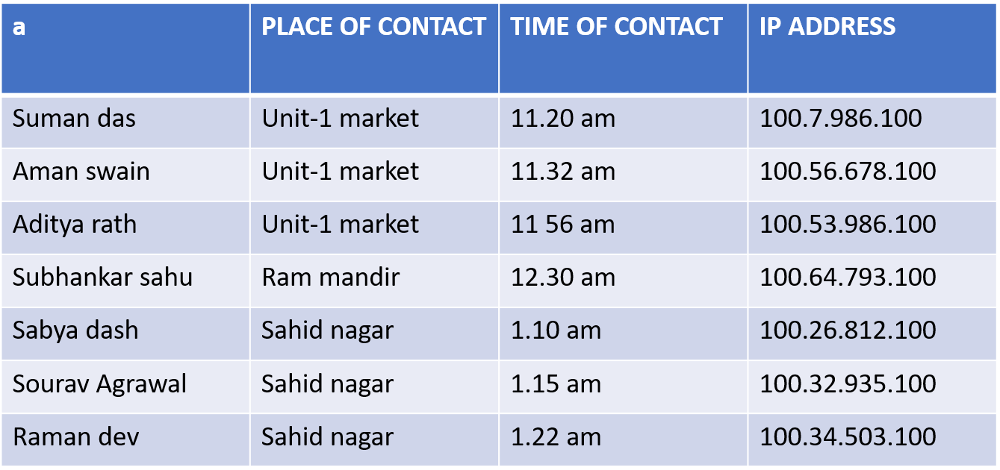 a PLACE OF CONTACT TIME OF CONTACT IP ADDRESS
Suman das Unit-1 market 11.20 am 100.7.986.100
Aman swain Unit-1 market 11.32 am 100.56.678.100
Aditya rath Unit-1 market 11 56 am 100.53.986.100
Subhankar sahu Ram mandir 12.30 am 100.64.793.100
Sabya dash Sahid nagar 1.10 am 100.26.812.100
Sourav Agrawal Sahid nagar 1.15 am 100.32.935.100
Raman dev Sahid nagar 1.22 am 100.34.503.100